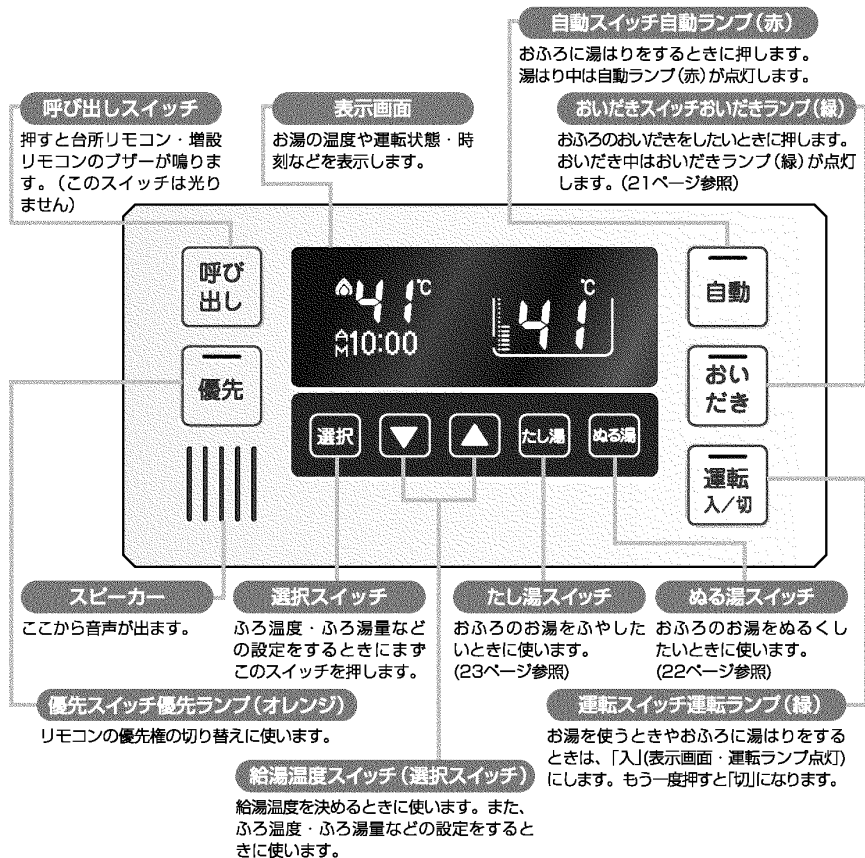 自動スイッチ自動ランプ(赤)
おふろに湯はりをするときに押します。
湯はり中は自動ランプ(赤)が点灯します。
呼び出しスイッチ
押すと台所リモコン・増設
リモコンのブザーが鳴りま
す。(このスイッチは光り
ません)
表示画面
お湯の温度や運転状態・時
刻などを表示します。
おいだきスイッチおいだきランプ(緑)
おふろのおいだきをしたいときに押します。
おいだき中はおいだきランプ(緑)が点灯
します。(21ページ参照)
呼び
出し
41℃
AM10:00
℃
41
自動
優先
おい
だき
選択
▼
▲
たし湯
ぬる湯
運転
入/切
スピーカー
ここから音声が出ます。
選択スイッチ
ふろ温度・ふろ湯量など
の設定をするときにまず
このスイッチを押します。
たし湯スイッチ
おふろのお湯をふやした
いときに使います。
(23ページ参照)
ぬる湯スイッチ
おふろのお湯をぬるくし
たいときに使います。
(22ページ参照)
優先スイッチ優先ランプ(オレンジ)
リモコンの優先権の切り替えに使います。
運転スイッチ運転ランプ(緑)
お湯を使うときやおふろに湯はりをする
ときは、「入」(表示画面・運転ランプ点灯)
にします。もう一度押すと「切」になります。
給湯温度スイッチ(選択スイッチ)
給湯温度を決めるときに使います。また、
ふろ温度・ふろ湯量などの設定をすると
きに使います。